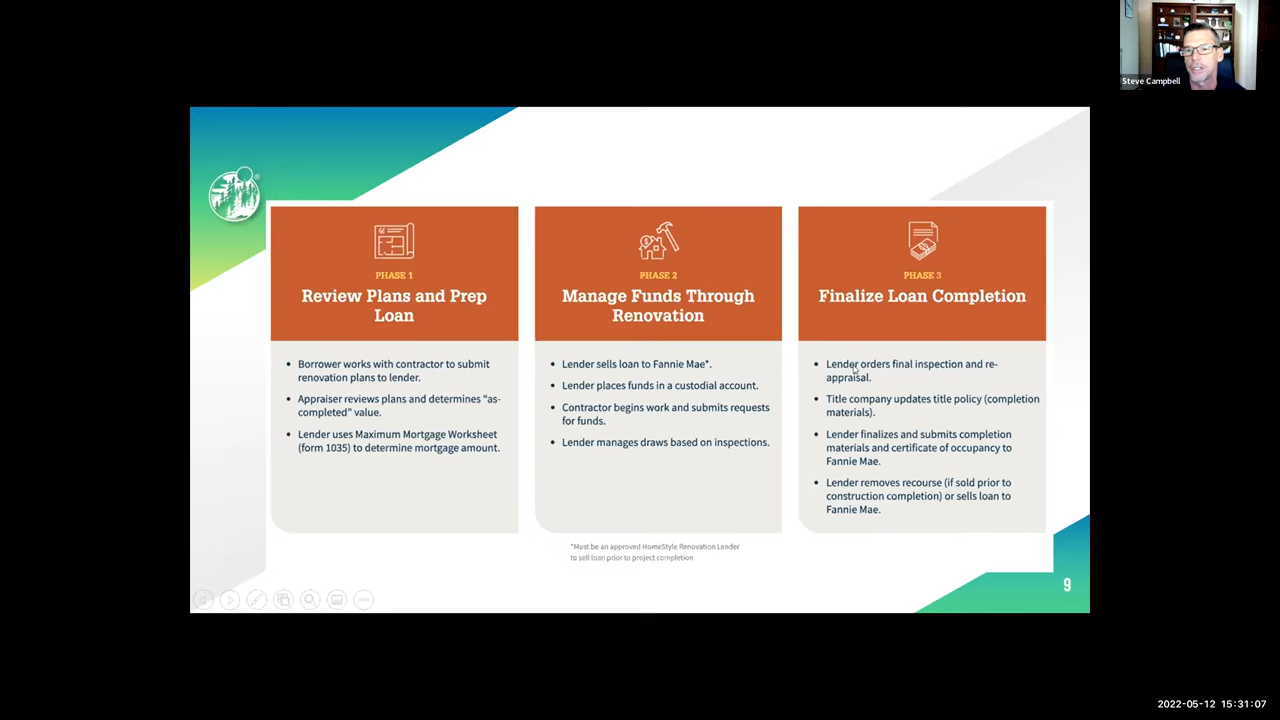 Steve Campbell
PHASE 1
Review Plans and Prep
Loan
• Borrower works with contractor to submit
renovation plans to lender.
• Appraiser reviews plans and determines “as-
completed” value.
• Lender uses Maximum Mortgage Worksheet
(form 1035) to determine mortgage amount.
PHASE 2
Manage Funds Through
Renovation
• Lender sells loan to Fannie Mae*.
• Lender places funds in a custodial account.
• Contractor begins work and submits requests
for funds.
• Lender manages draws based on inspections.
PHASE 3
Finalize Loan Completion
• Lender orders final inspection and re-
appraisal.
• Title company updates title policy (completion
materials).
• Lender finalizes and submits completion
materials and certificate of occupancy to
Fannie Mae.
• Lender removes recourse (if sold prior to
construction completion) or sells loan to
Fannie Mae.
*Must be an approved HomeStyle Renovation Lender
to sell loan prior to project completion
9
2022-05-12 15:31:07